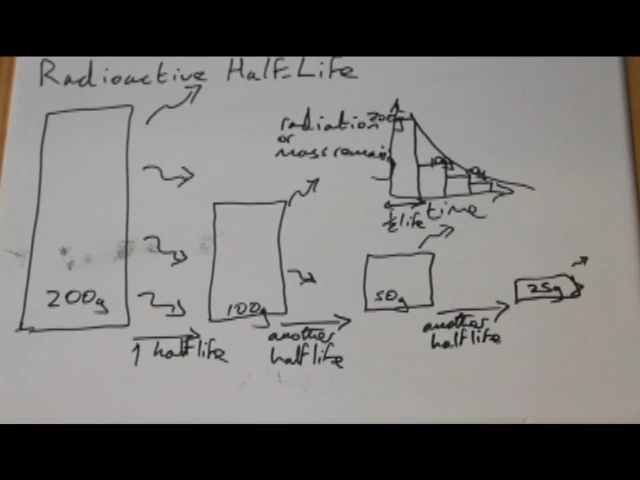 Radioactive Half-Life
radiation
or
mass remain
200g
½ life
time
200g
100g
50g
25g
1 half life
another
half life
another
half life